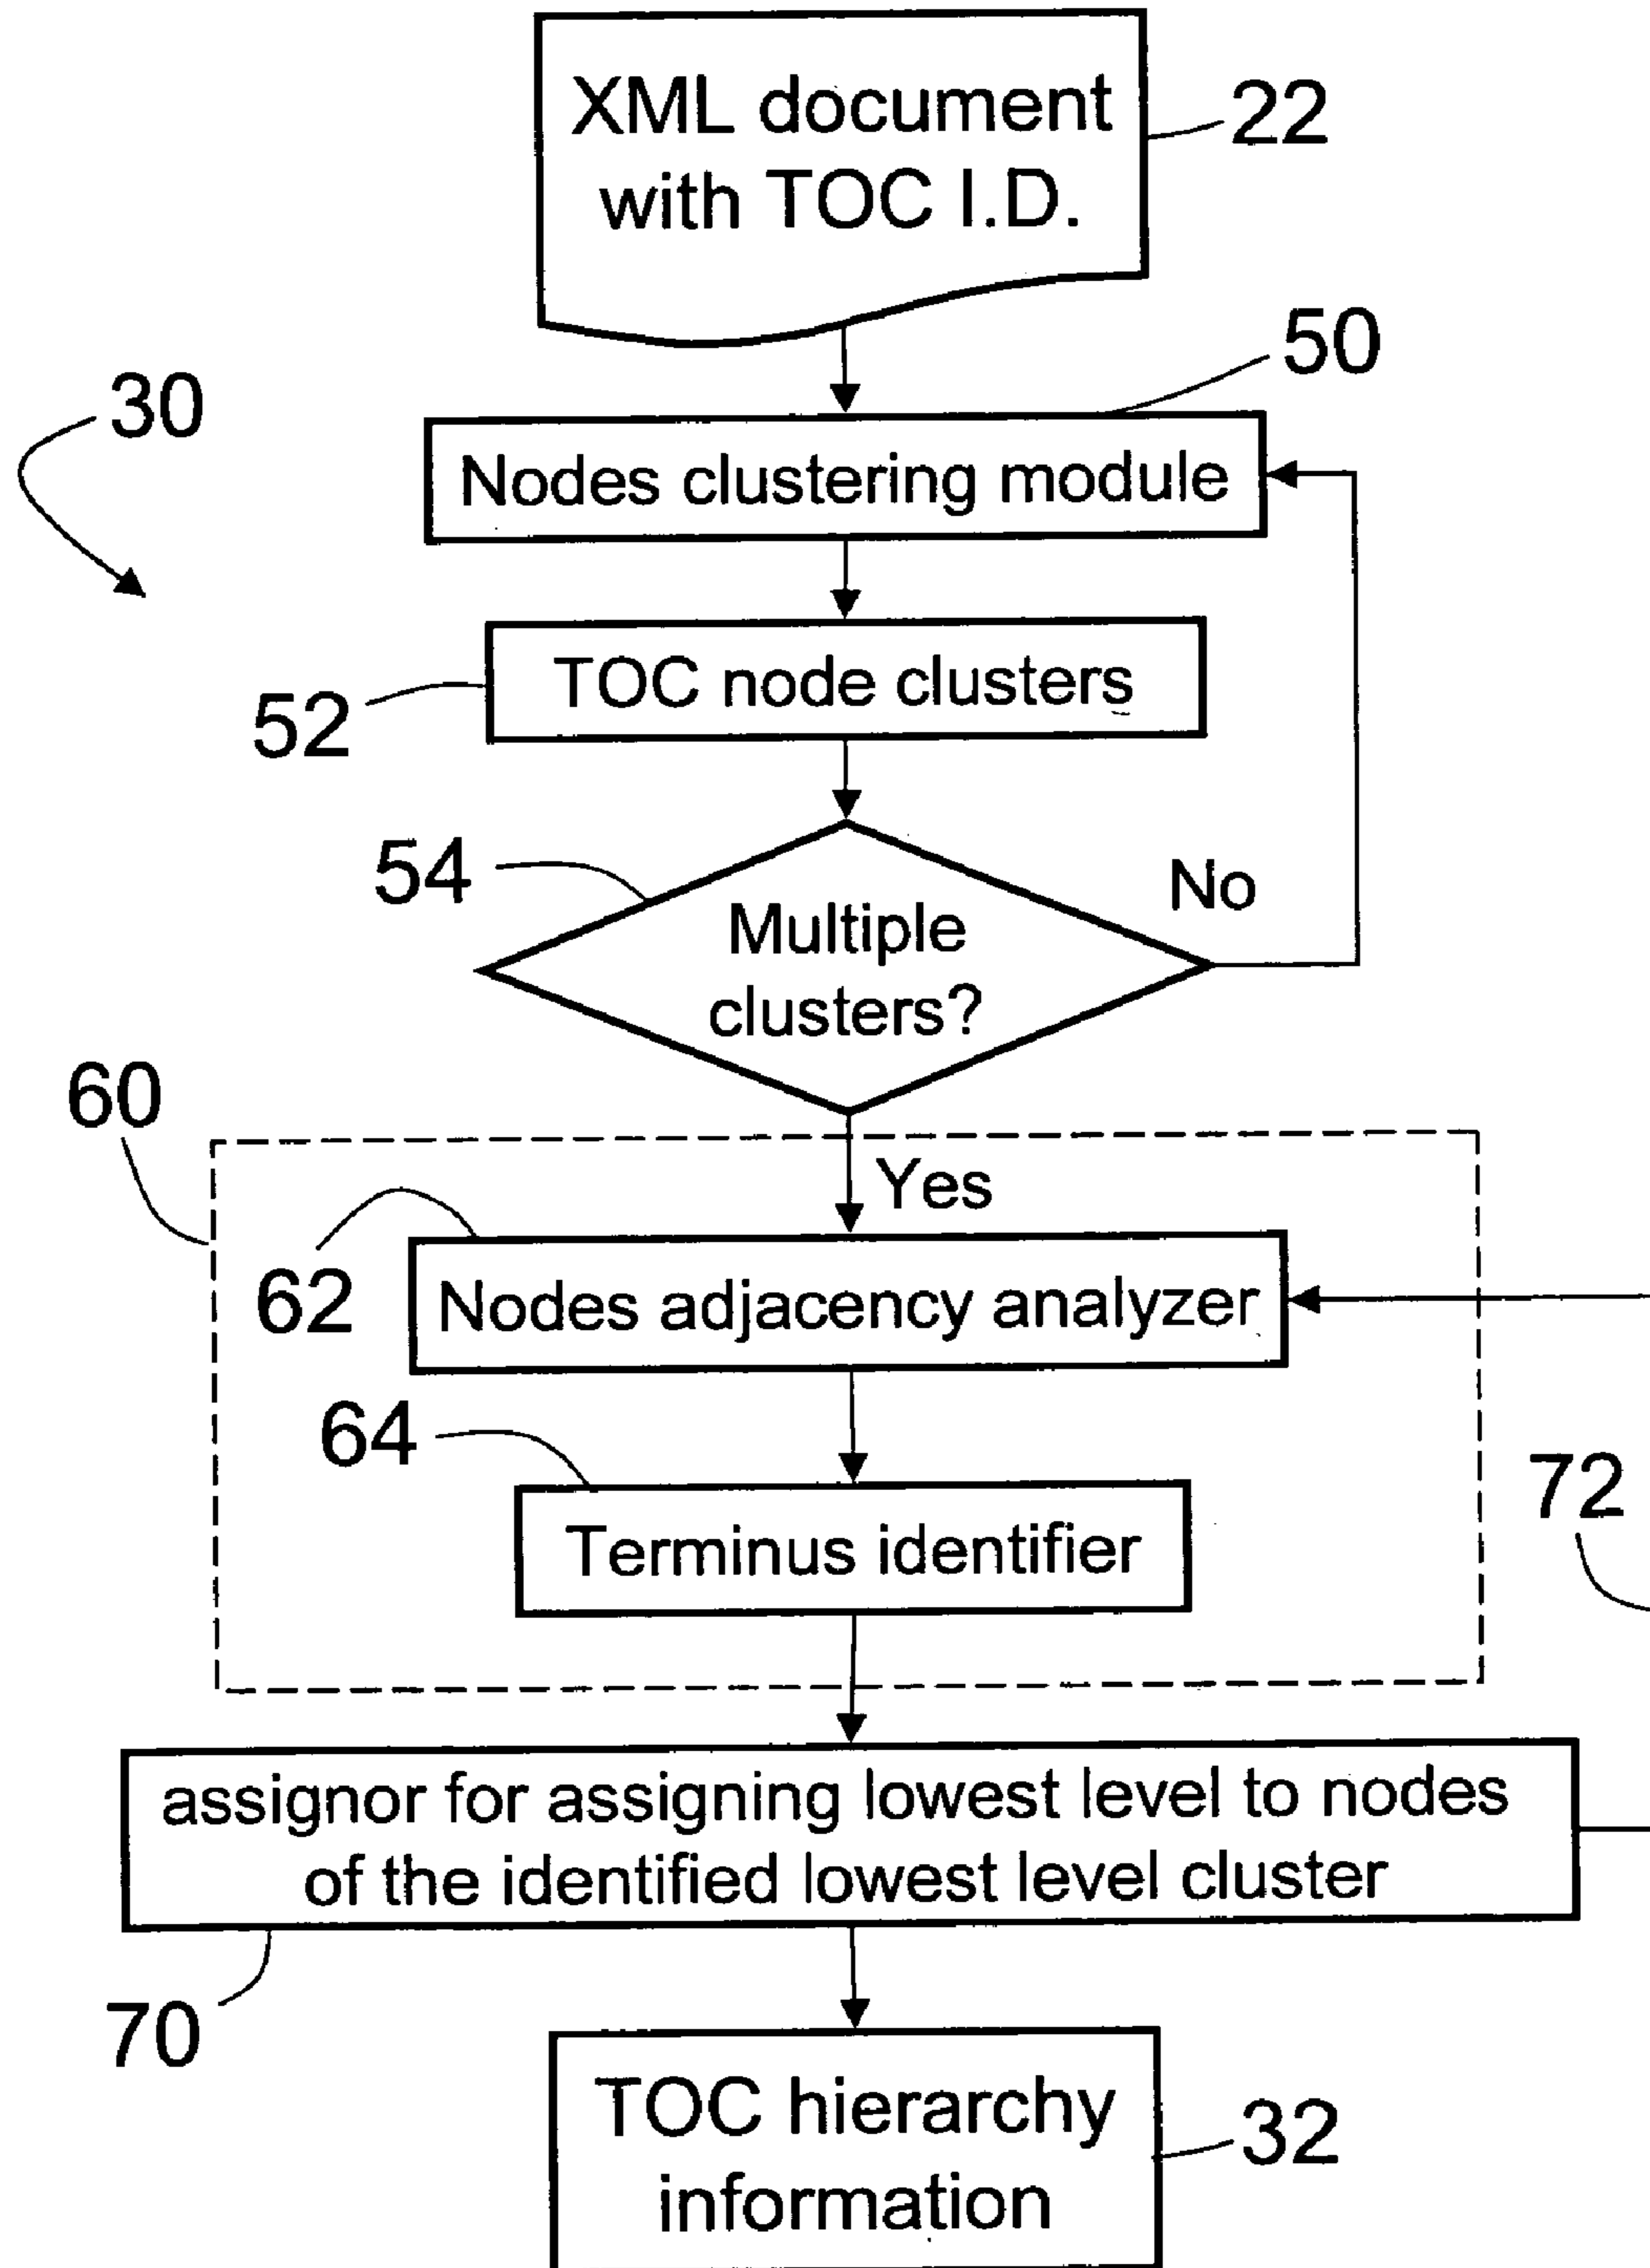 XML document
with TOC I.D.
22
50
30
Nodes clustering module
TOC node clusters
52
54
No
Multiple
clusters?
60
Yes
62
Nodes adjacency analyzer
64
72
Terminus identifier
assignor for assigning lowest level to nodes
of the identified lowest level cluster
70
TOC hierarchy
information
32